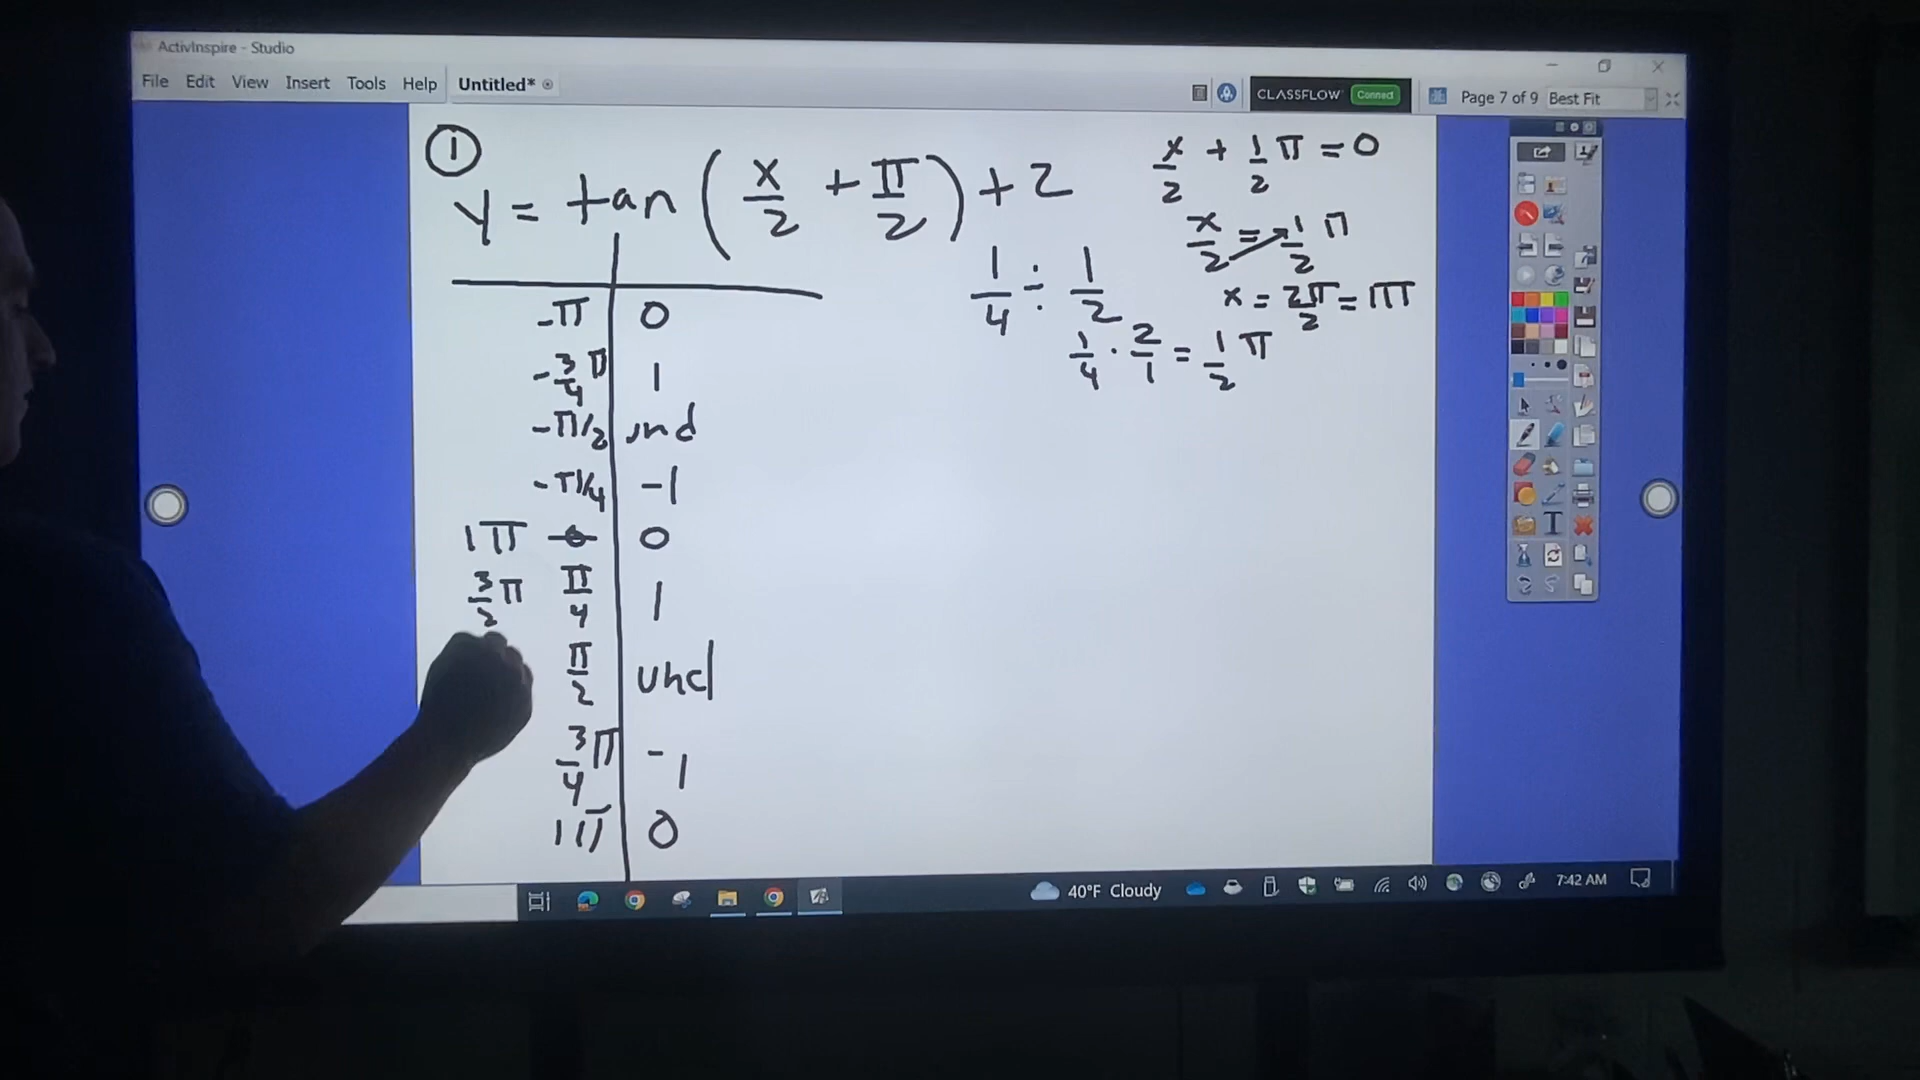 ActivInspire - Studio
File Edit View Insert Tools Help Untitled*
CLASSFLOW Conned
Page 7 of 9 Best Fit
①
y = tan (x/2 + π/2) + 2
x/2 + 1/2 π = 0
x/2 = 1/2 π
x = 2π/2 = 1π
1/4 ÷ 1/2
1/4 · 2/1 = 1/2 π
-π 0
-3/4 π 1
-π/2 und
-π/4 -1
1π 0 0
3/2 π π/4 1
π/2 und
3/4 π -1
1π 0
40°F Cloudy
7:42 AM